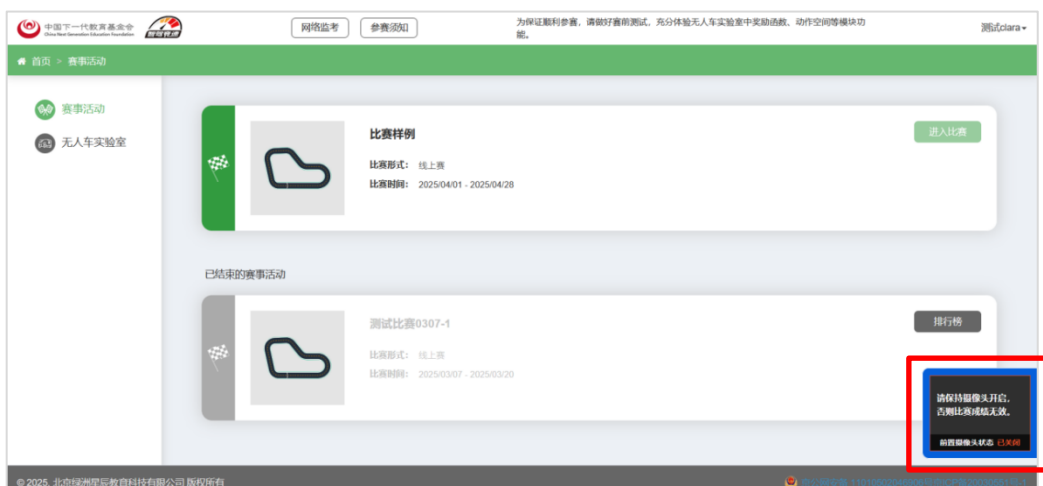 中国下一代教育基金会
China Next Generation Education Foundation
网络监考
参赛须知
为保证顺利参赛，请做好赛前测试，充分体验无人车实验室中奖励函数、动作空间等模块功
能。
测试clara
首页 > 赛事活动
赛事活动
无人车实验室
比赛样例
进入比赛
比赛形式： 线上赛
比赛时间： 2025/04/01 - 2025/04/28
已结束的赛事活动
测试比赛0307-1
排行榜
比赛形式： 线上赛
比赛时间： 2025/03/07 - 2025/03/20
请保持摄像头开启，
否则比赛成绩无效。
前置摄像头状态 已关闭
© 2025, 北京绿洲星辰教育科技有限公司 版权所有